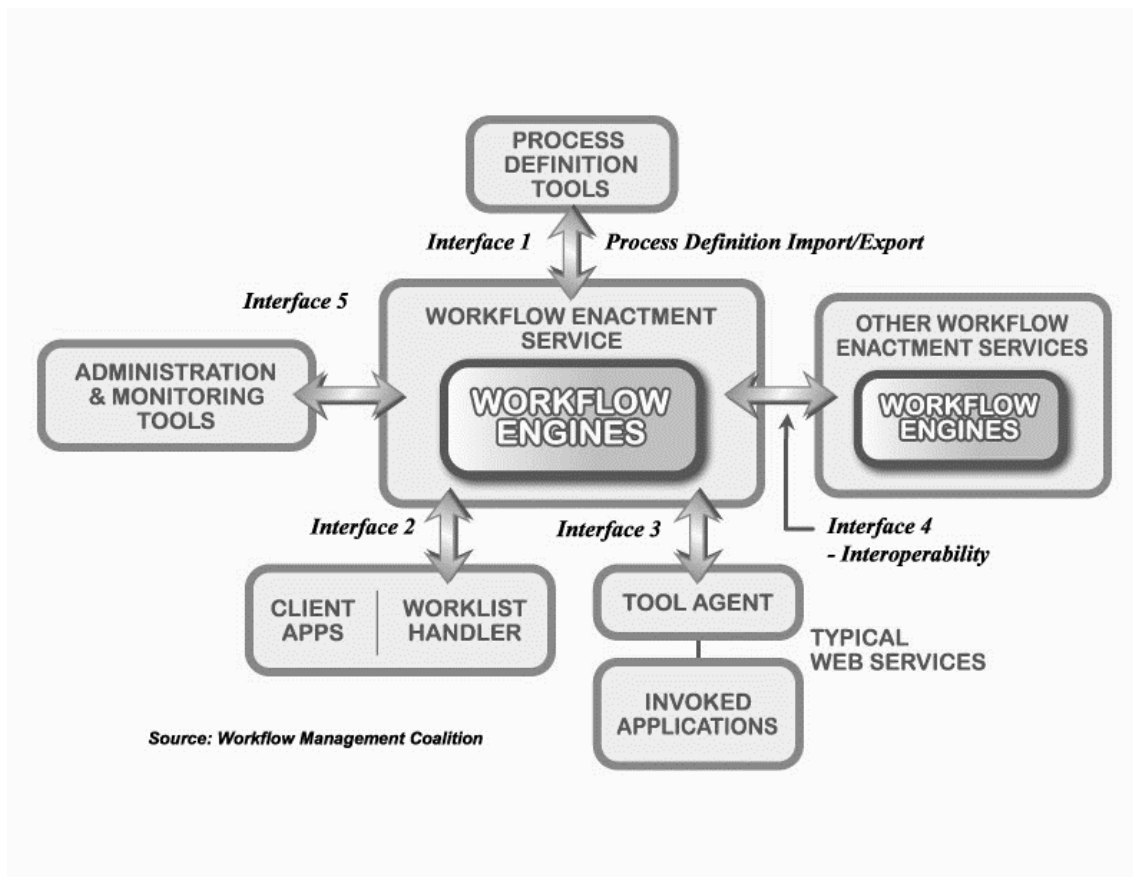 PROCESS
DEFINITION
TOOLS
Interface 1
Process Definition Import/Export
Interface 5
WORKFLOW ENACTMENT
SERVICE
WORKFLOW
ENGINES
OTHER WORKFLOW
ENACTMENT SERVICES
WORKFLOW
ENGINES
ADMINISTRATION
& MONITORING
TOOLS
Interface 2
Interface 3
Interface 4
- Interoperability
CLIENT
APPS
WORKLIST
HANDLER
TOOL AGENT
TYPICAL
WEB SERVICES
INVOKED
APPLICATIONS
Source: Workflow Management Coalition